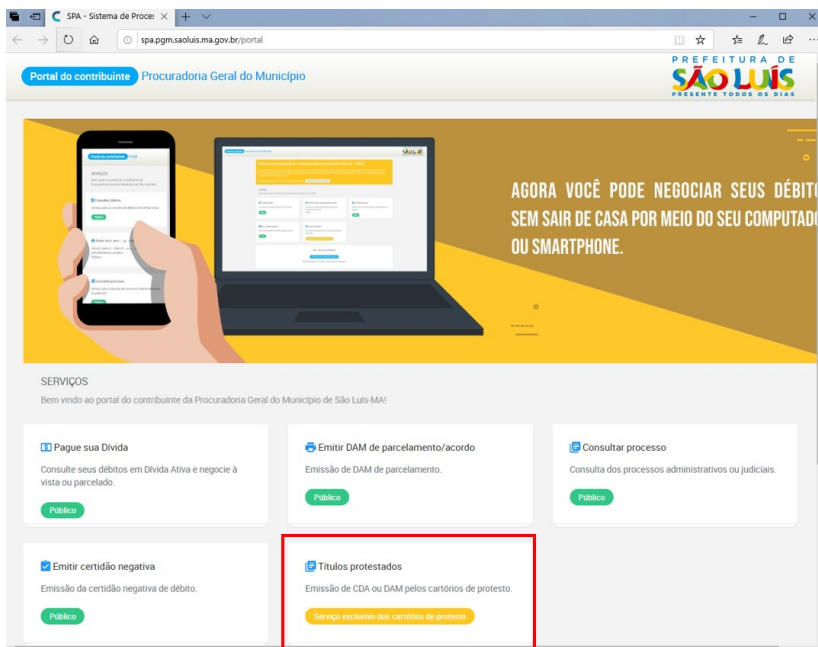 SPA - Sistema de Proces
spa.pgm.saoluis.ma.gov.br/portal
Portal do contribuinte Procuradoria Geral do Município
PREFEITURA DE
SÃO LUÍS
PRESENTE TODOS OS DIAS
Portal do contribuinte
AGORA VOCÊ PODE NEGOCIAR SEUS DÉBIT
SEM SAIR DE CASA POR MEIO DO SEU COMPUTAD
OU SMARTPHONE.
SERVIÇOS
Bem vindo ao portal do contribuinte da Procuradoria Geral do Município de São Luís-MA!
Pague sua Dívida
Consulte seus débitos em Dívida Ativa e negocie à
vista ou parcelado.
Público
Emitir DAM de parcelamento/acordo
Emissão de DAM de parcelamento.
Público
Consultar processo
Consulta dos processos administrativos ou judiciais.
Público
Emitir certidão negativa
Emissão da certidão negativa de débito.
Público
Títulos protestados
Emissão de CDA ou DAM pelos cartórios de protesto.
Serviço exclusivo dos cartórios de protesto